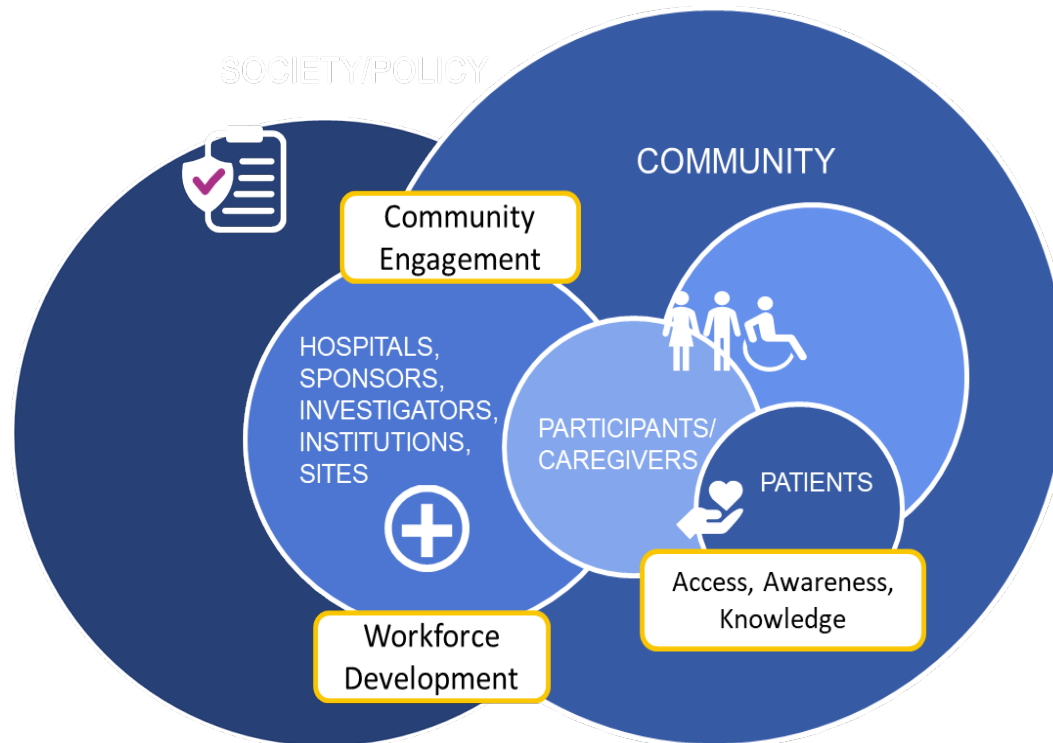 SOCIETY/POLICY
COMMUNITY
Community
Engagement
HOSPITALS,
SPONSORS,
INVESTIGATORS,
INSTITUTIONS,
SITES
PARTICIPANTS/
CAREGIVERS
PATIENTS
Access, Awareness,
Knowledge
Workforce
Development